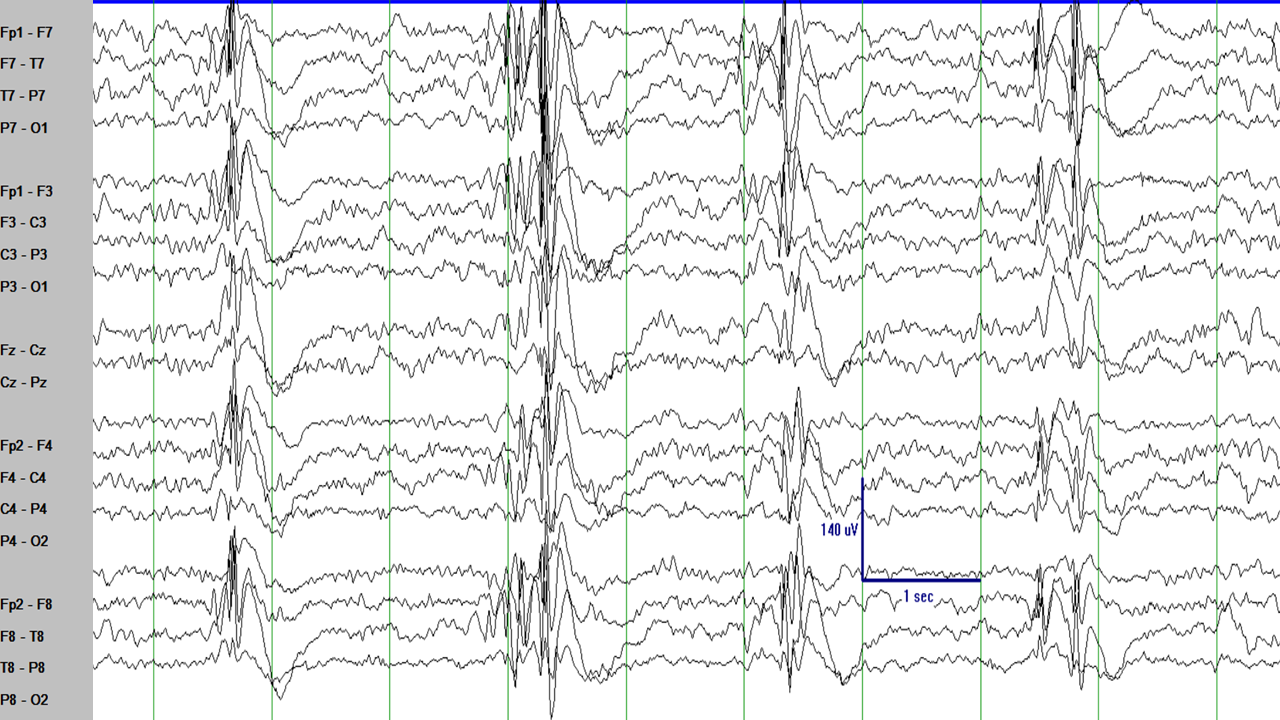 Fp1 - F7
F7 - T7
T7 - P7
P7 - O1
Fp1 - F3
F3 - C3
C3 - P3
P3 - O1
Fz - Cz
Cz - Pz
Fp2 - F4
F4 - C4
C4 - P4
P4 - O2
140 uV
1 sec
Fp2 - F8
F8 - T8
T8 - P8
P8 - O2